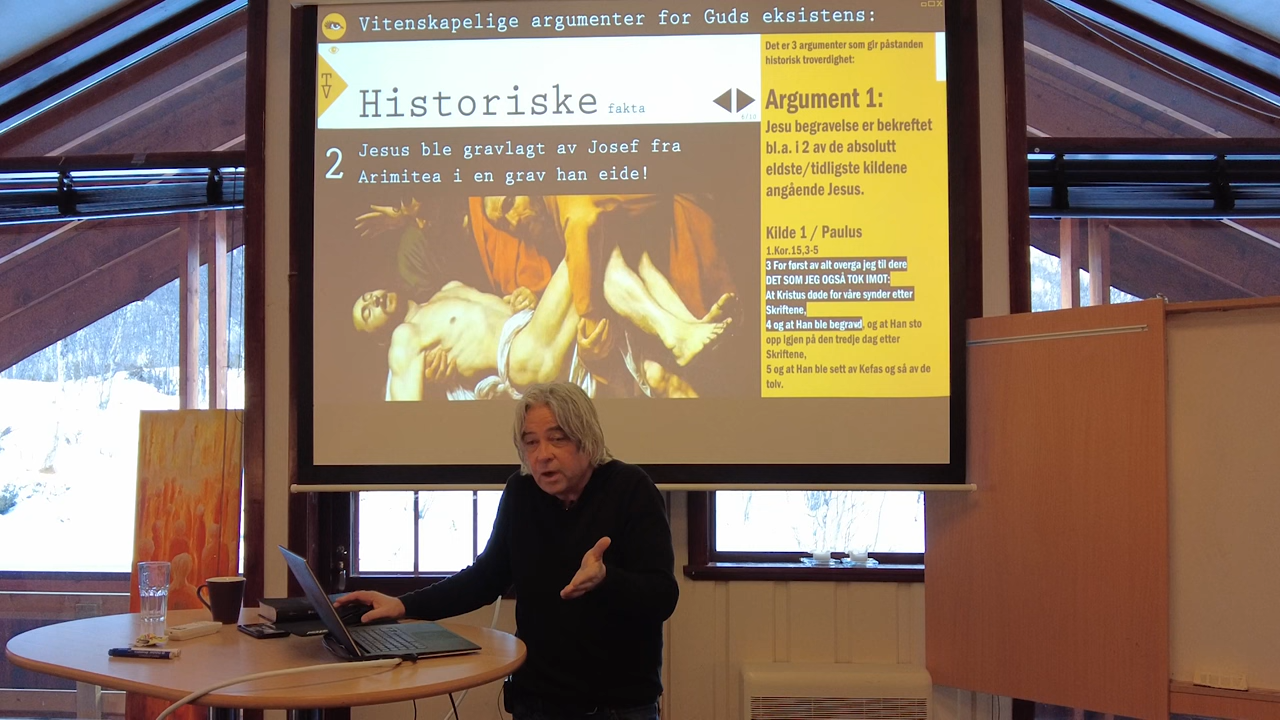 Vitenskapelige argumenter for Guds eksistens:
TV
Historiske fakta
2 Jesus ble gravlagt av Josef fra
Arimitea i en grav han eide!
Det er 3 argumenter som gir påstanden
historisk troverdighet:
Argument 1:
Jesu begravelse er bekreftet
bl.a. i 2 av de absolutt
eldste/tidligste kildene
angående Jesus.
Kilde 1 / Paulus
1.Kor.15,3-5
3 For først av alt overga jeg til dere
DET SOM JEG OGSÅ TOK IMOT:
At Kristus døde for våre synder etter
Skriftene,
4 og at Han ble begravd, og at Han sto
opp igjen på den tredje dag etter
Skriftene,
5 og at Han ble sett av Kefas og så av de
tolv.